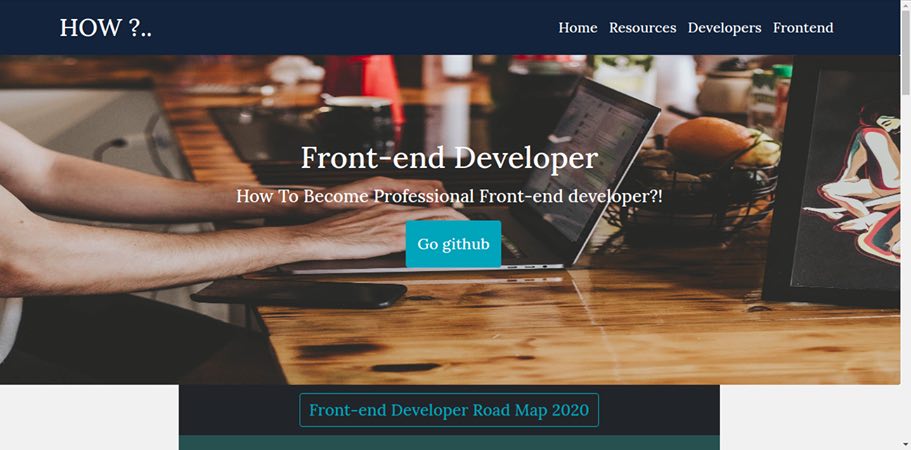 HOW ?..
Home Resources Developers Frontend
Front-end Developer
How To Become Professional Front-end developer?!
Go github
Front-end Developer Road Map 2020